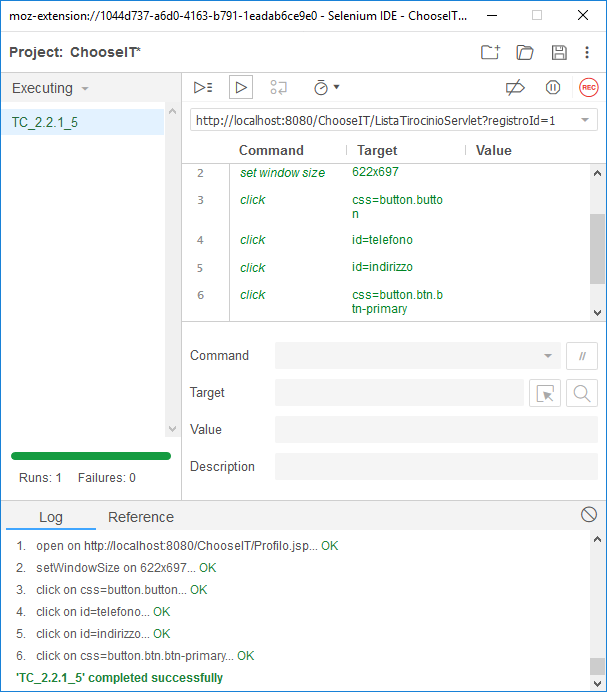 moz-extension://1044d737-a6d0-4163-b791-1eadab6ce9e0 - Selenium IDE - ChooseIT...
Project: ChooseIT*
Executing
REC
TC_2.2.1_5
http://localhost:8080/ChooseIT/ListaTirocinioServlet?registroId=1
Command Target Value
2 set window size 622x697
3 click css=button.butto
n
4 click id=telefono
5 click id=indirizzo
6 click css=button.btn.b
tn-primary
Command //
Target
Value
Description
Runs: 1 Failures: 0
Log Reference
1. open on http://localhost:8080/ChooseIT/Profilo.jsp... OK
2. setWindowSize on 622x697... OK
3. click on css=button.button... OK
4. click on id=telefono... OK
5. click on id=indirizzo... OK
6. click on css=button.btn.btn-primary... OK
'TC_2.2.1_5' completed successfully